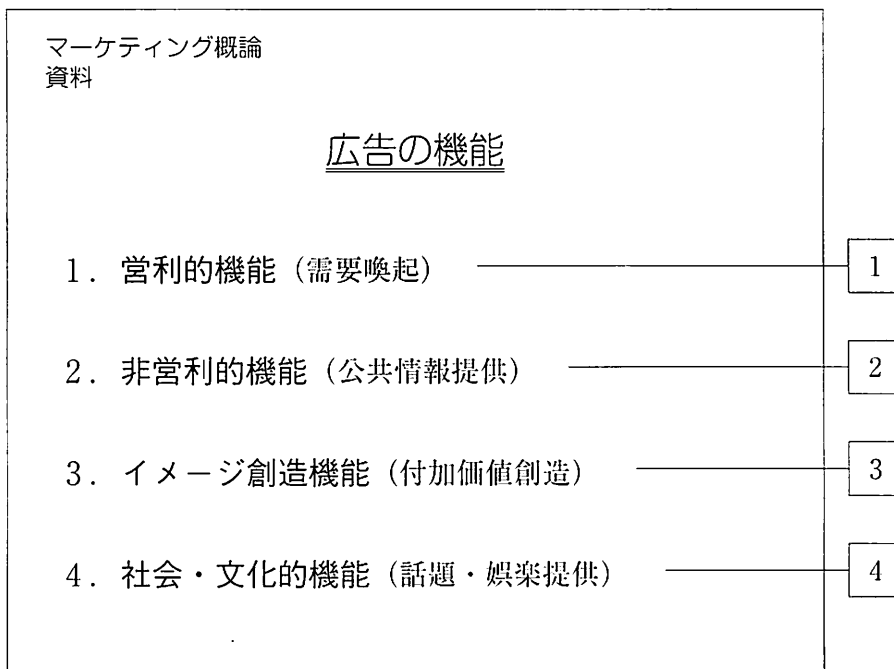 マーケティング概論
資料
広告の機能
1. 営利的機能（需要喚起） 1
2. 非営利的機能（公共情報提供） 2
3. イメージ創造機能（付加価値創造） 3
4. 社会・文化的機能（話題・娯楽提供） 4